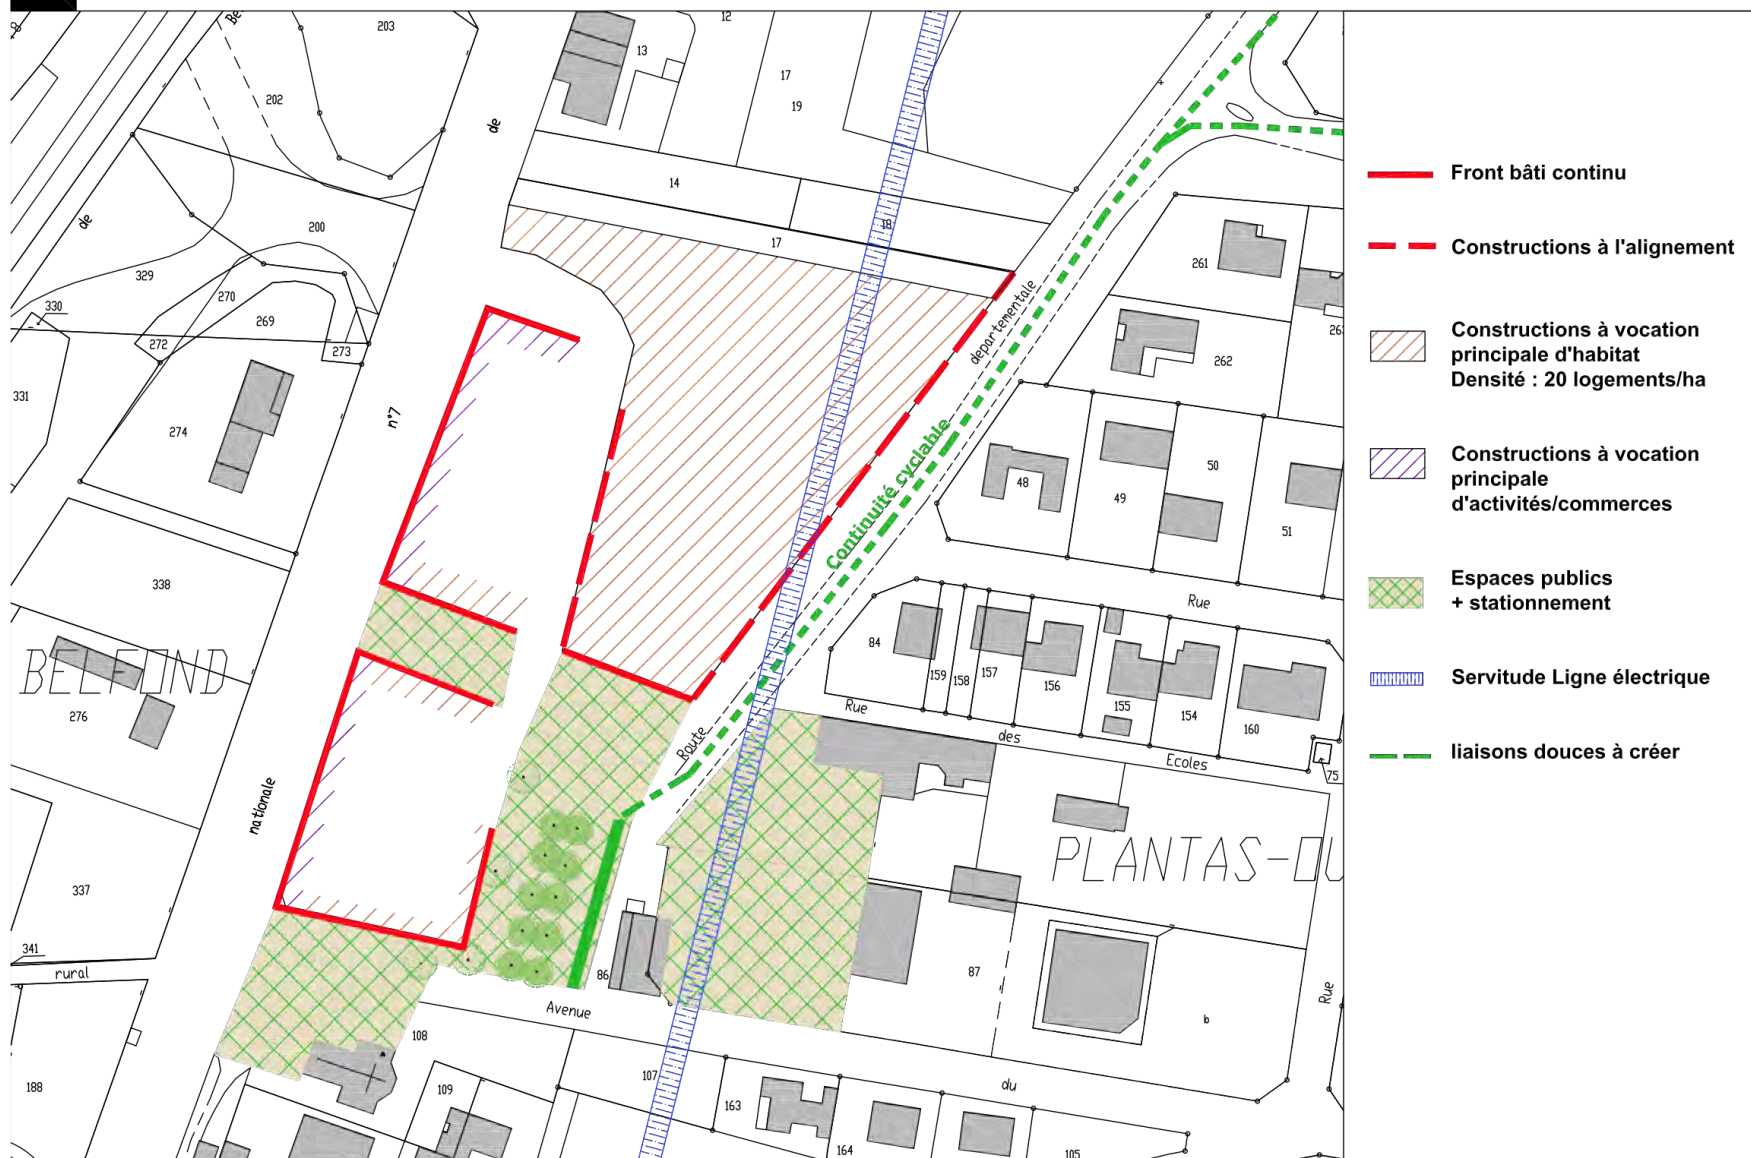 203
12
13
17
19
202
de
14
de
200
18
17
329
270
330
269
272
273
331
departementale
261
262
n°7
274
Continuité cyclable
48
49
50
51
338
Rue
84
159
158
157
156
155
154
160
BELFOND
276
Rue
des
Ecoles
75
Route
nationale
PLANTAS-DU
337
341
rural
86
87
Avenue
b
Rue
108
107
du
188
109
163
164
105
Front bâti continu
Constructions à l'alignement
Constructions à vocation
principale d'habitat
Densité : 20 logements/ha
Constructions à vocation
principale
d'activités/commerces
Espaces publics
+ stationnement
Servitude Ligne électrique
liaisons douces à créer